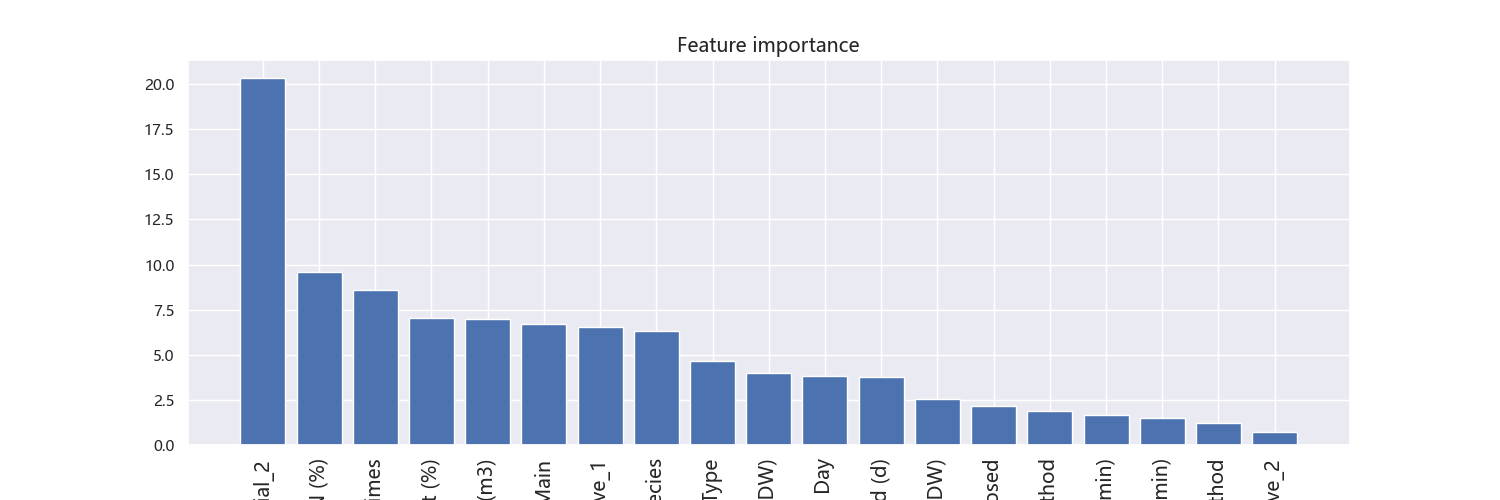 Feature importance
20.0
17.5
15.0
12.5
10.0
7.5
5.0
2.5
0.0
ial_2
N (%)
imes
t (%)
(m3)
Main
ve_1
ecies
Type
DW)
Day
d (d)
DW)
osed
thod
min)
min)
thod
ve_2